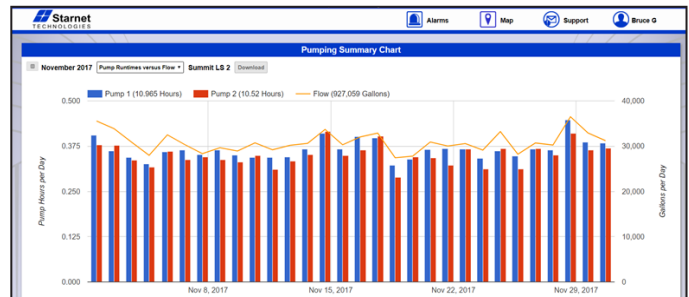 Starnet
TECHNOLOGIES
Alarms
Map
Support
Bruce G
Pumping Summary Chart
November 2017 Pump Runtimes versus Flow Summit LS 2 Download
Pump 1 (10.965 Hours) Pump 2 (10.52 Hours) Flow (927,059 Gallons)
0.500 40,000
0.375 30,000
0.250 20,000
0.125 10,000
0.000 0
Pump Hours per Day
Gallons per Day
Nov 8, 2017 Nov 15, 2017 Nov 22, 2017 Nov 29, 2017